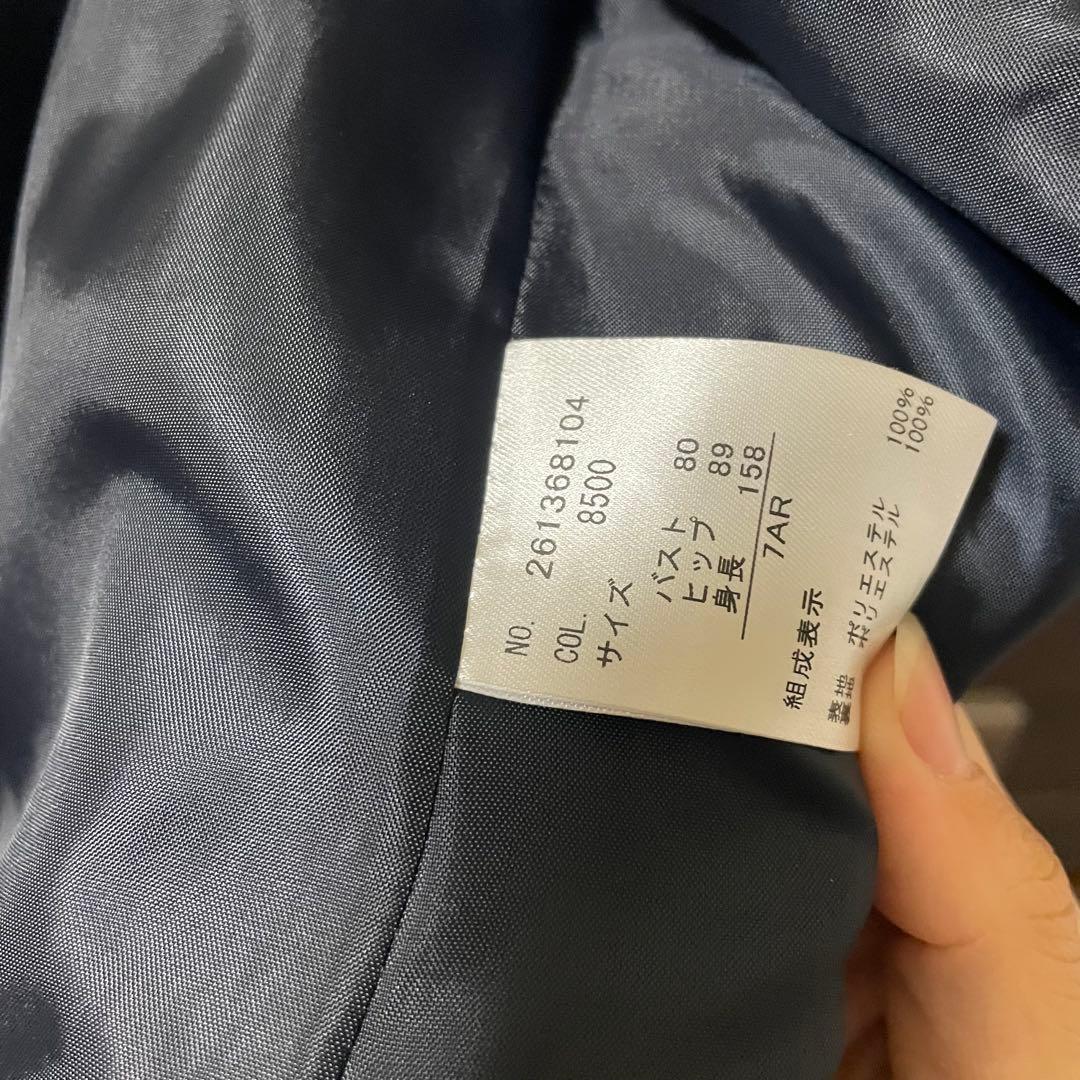 NO. 261368104
COL. 8500
サイズ
バスト 80
ヒップ 89
身長 158
7AR
組成表示
表地 ポリエステル 100%
裏地 ポリエステル 100%